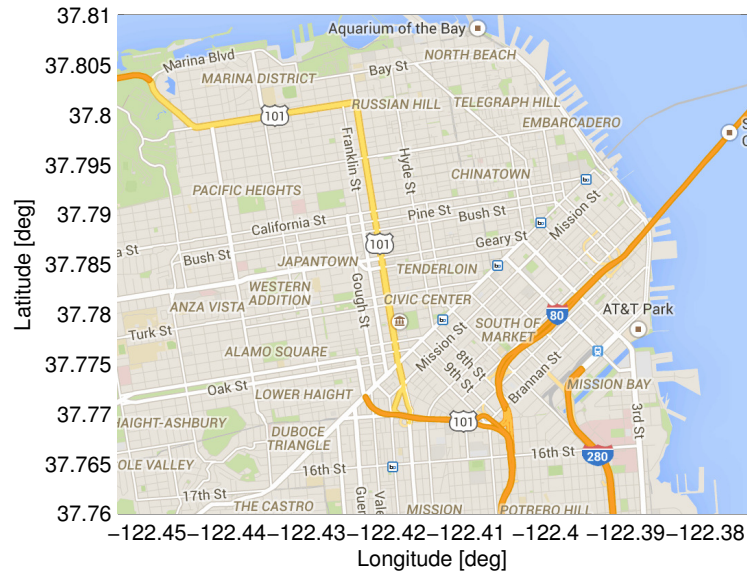 37.81
37.805
37.8
37.795
37.79
37.785
37.78
37.775
37.77
37.765
37.76
Latitude [deg]
Aquarium of the Bay
Marina Blvd
NORTH BEACH
MARINA DISTRICT
Bay St
RUSSIAN HILL
TELEGRAPH HILL
101
EMBARCADERO
S
C
Franklin St
Hyde St
CHINATOWN
PACIFIC HEIGHTS
Pine St
Bush St
Mission St
California St
Geary St
101
a St
Bush St
JAPANTOWN
TENDERLOIN
WESTERN
ADDITION
Gough St
CIVIC CENTER
ANZA VISTA
80
AT&T Park
Turk St
SOUTH OF
MARKET
Mission St
8th St
9th St
ALAMO SQUARE
Brannan St
Oak St
MISSION BAY
LOWER HEIGHT
HAIGHT-ASHBURY
101
3rd St
DUBOCE
TRIANGLE
16th St
280
OLE VALLEY
16th St
17th St
THE CASTRO
Guer
Vale
MISSION
POTRERO HILL
−122.45
−122.44
−122.43
−122.42
−122.41
−122.4
−122.39
−122.38
Longitude [deg]